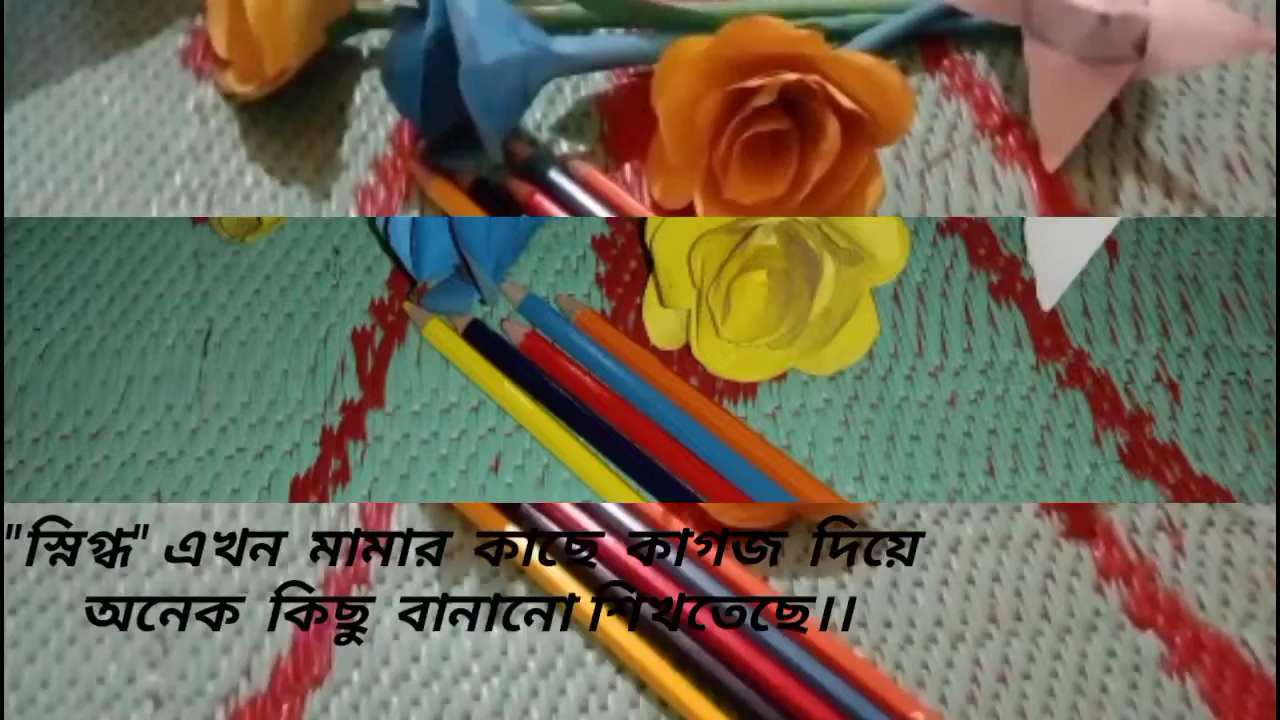 "স্নিগ্ধ" এখন মামার কাছে কাগজ দিয়ে
অনেক কিছু বানানো শিখতেছে।।